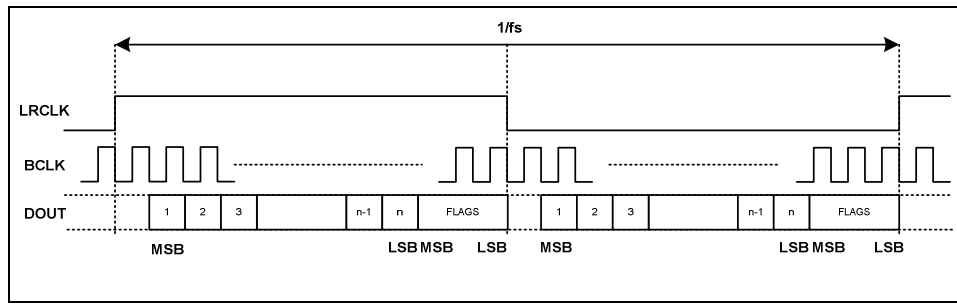 1/fs
LRCLK
BCLK
DOUT 1 2 3 n-1 n FLAGS 1 2 3 n-1 n FLAGS
MSB LSB MSB LSB MSB LSB MSB LSB